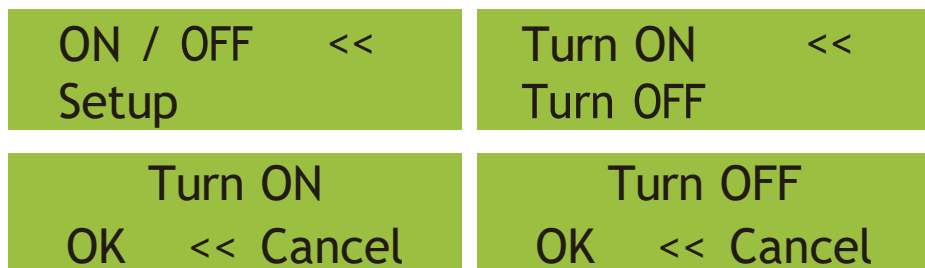 ON / OFF <<
Setup
Turn ON <<
Turn OFF
Turn ON
OK << Cancel
Turn OFF
OK << Cancel